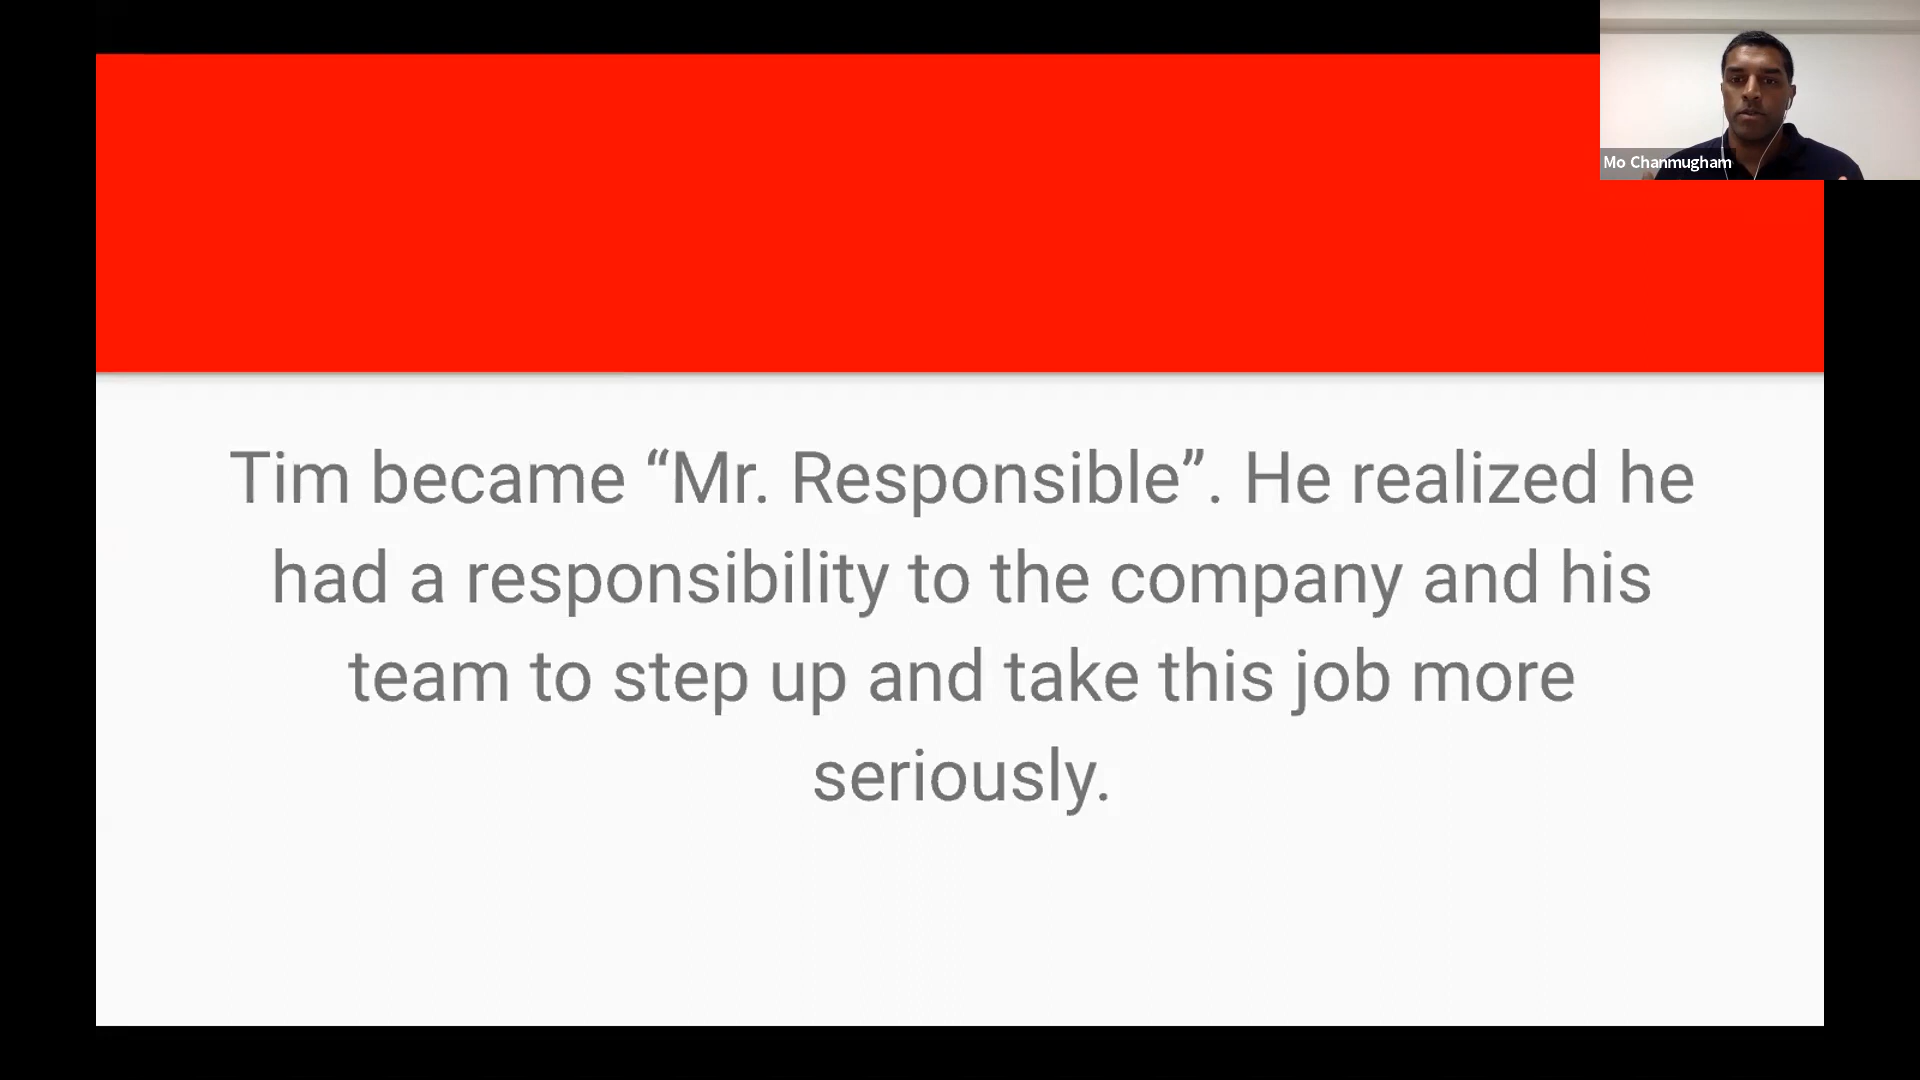 Mo Chanmugham
Tim became “Mr. Responsible”. He realized he
had a responsibility to the company and his
team to step up and take this job more
seriously.